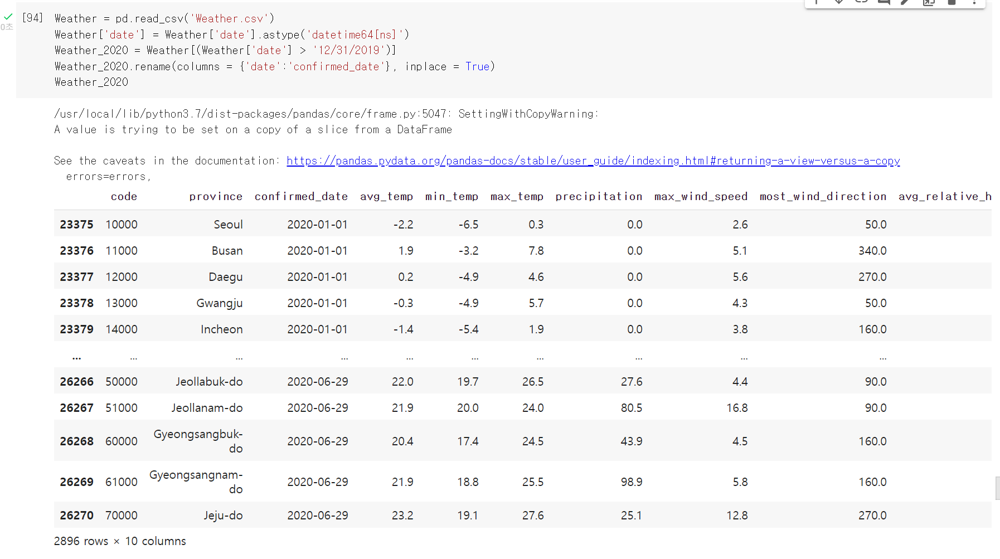 [94] Weather = pd.read_csv('Weather.csv')
0초 Weather['date'] = Weather['date'].astype('datetime64[ns]')
Weather_2020 = Weather[(Weather['date'] > '12/31/2019')]
Weather_2020.rename(columns = {'date':'confirmed_date'}, inplace = True)
Weather_2020
/usr/local/lib/python3.7/dist-packages/pandas/core/frame.py:5047: SettingWithCopyWarning:
A value is trying to be set on a copy of a slice from a DataFrame
See the caveats in the documentation: https://pandas.pydata.org/pandas-docs/stable/user_guide/indexing.html#returning-a-view-versus-a-copy
errors=errors,
code province confirmed_date avg_temp min_temp max_temp precipitation max_wind_speed most_wind_direction avg_relative_h
23375 10000 Seoul 2020-01-01 -2.2 -6.5 0.3 0.0 2.6 50.0
23376 11000 Busan 2020-01-01 1.9 -3.2 7.8 0.0 5.1 340.0
23377 12000 Daegu 2020-01-01 0.2 -4.9 4.6 0.0 5.6 270.0
23378 13000 Gwangju 2020-01-01 -0.3 -4.9 5.7 0.0 4.3 50.0
23379 14000 Incheon 2020-01-01 -1.4 -5.4 1.9 0.0 3.8 160.0
... ... ... ... ... ... ... ... ... ...
26266 50000 Jeollabuk-do 2020-06-29 22.0 19.7 26.5 27.6 4.4 90.0
26267 51000 Jeollanam-do 2020-06-29 21.9 20.0 24.0 80.5 16.8 90.0
26268 60000 Gyeongsangbuk-
do 2020-06-29 20.4 17.4 24.5 43.9 4.5 160.0
26269 61000 Gyeongsangnam-
do 2020-06-29 21.9 18.8 25.5 98.9 5.8 160.0
26270 70000 Jeju-do 2020-06-29 23.2 19.1 27.6 25.1 12.8 270.0
2896 rows × 10 columns